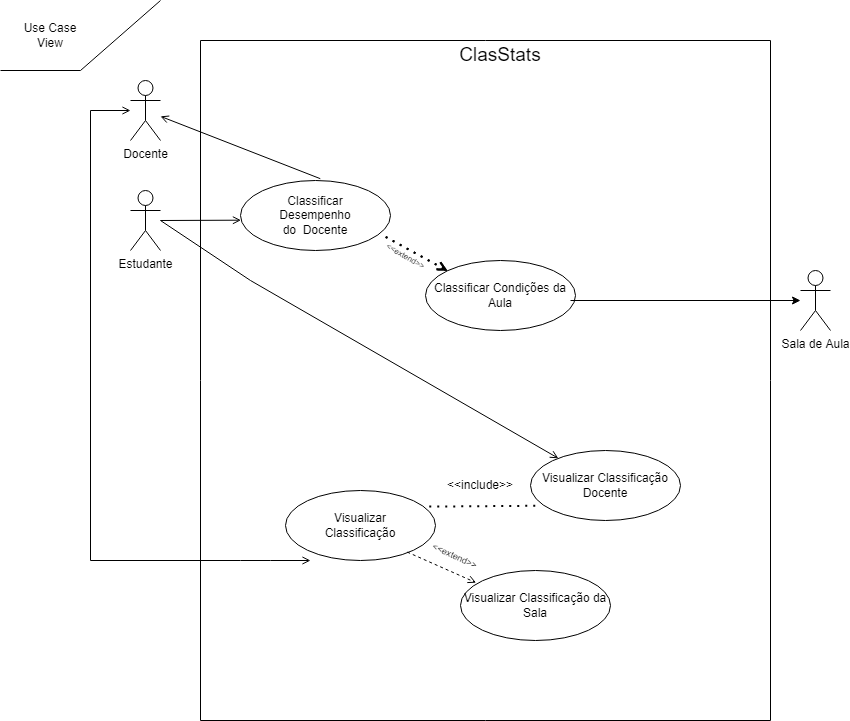 Use Case
View
ClasStats
Docente
Classificar
Desempenho
do Docente
Estudante
<<extend>>
Classificar Condições da
Aula
Sala de Aula
Visualizar Classificação
Docente
<<include>>
Visualizar
Classificação
<<extend>>
Visualizar Classificação da
Sala